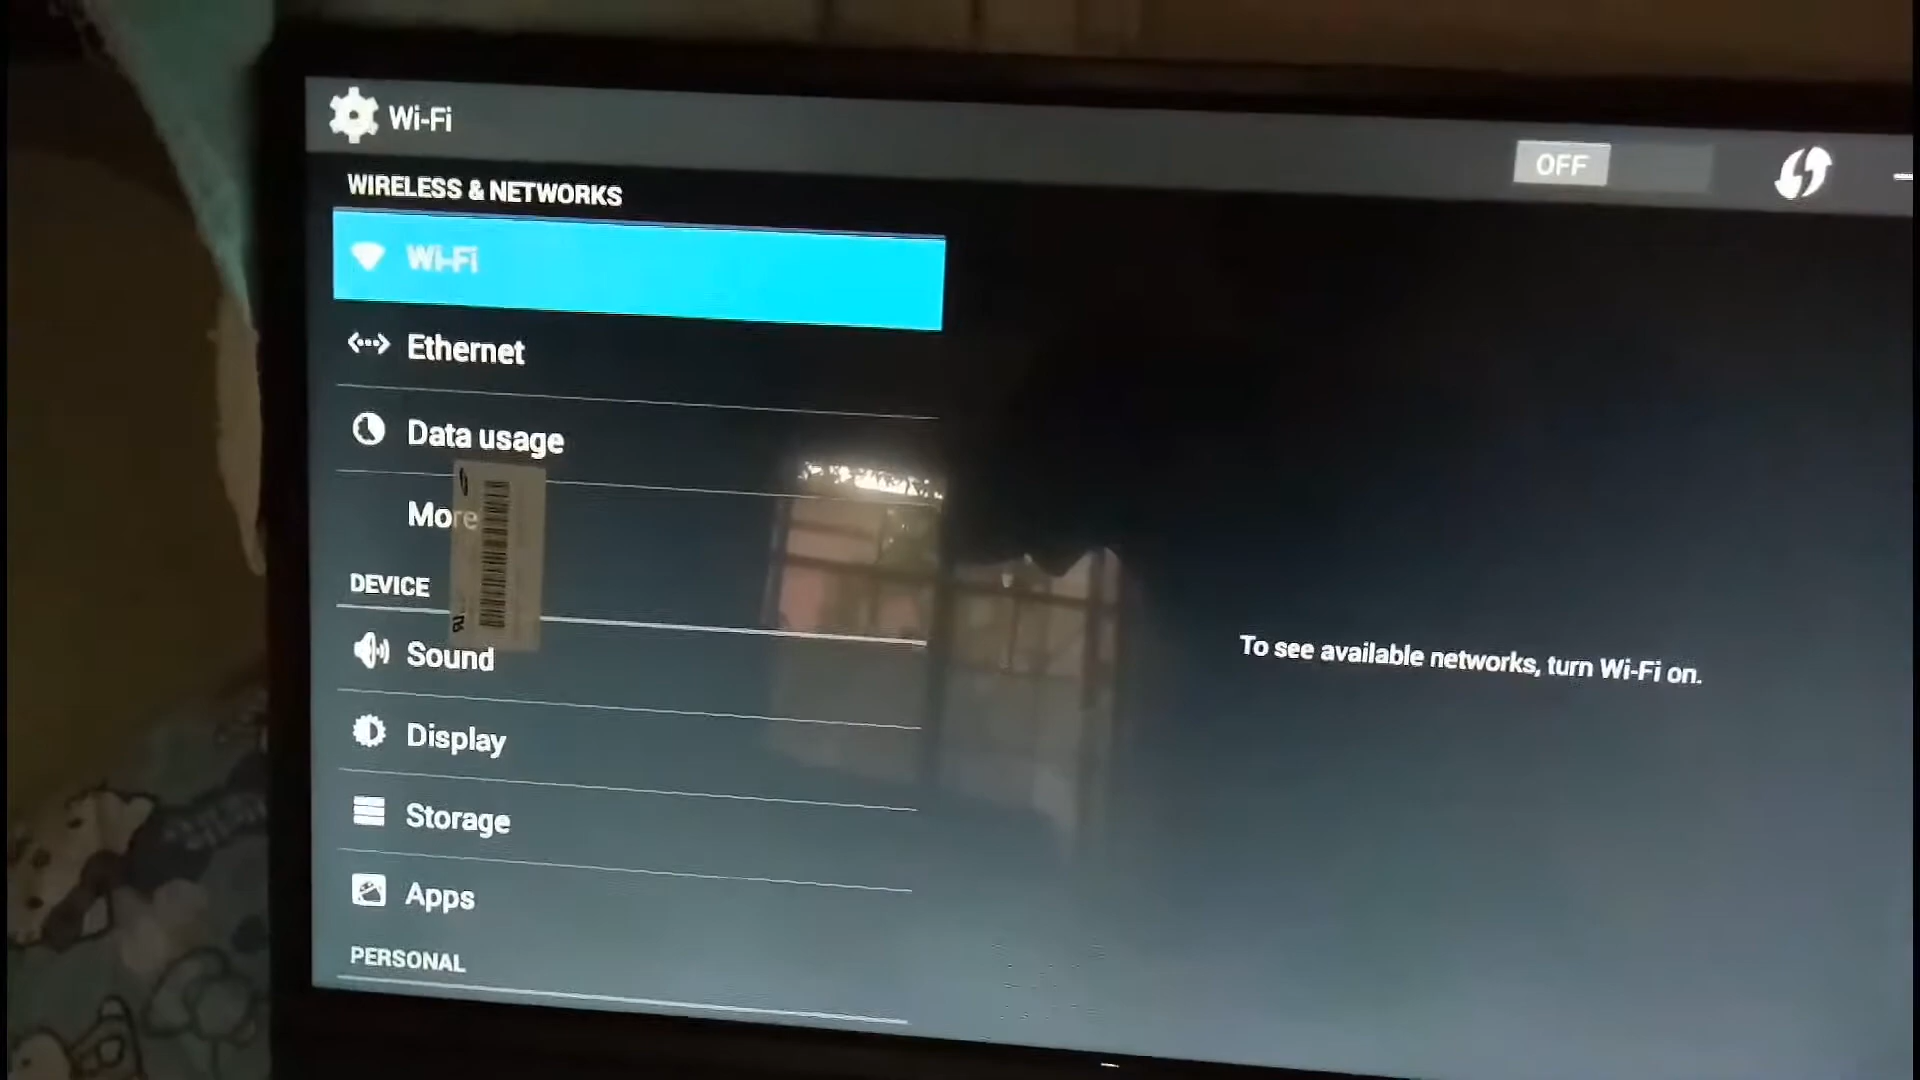 Wi-Fi
OFF
WIRELESS & NETWORKS
Wi-Fi
Ethernet
Data usage
More
DEVICE
Sound
Display
Storage
Apps
PERSONAL
To see available networks, turn Wi-Fi on.